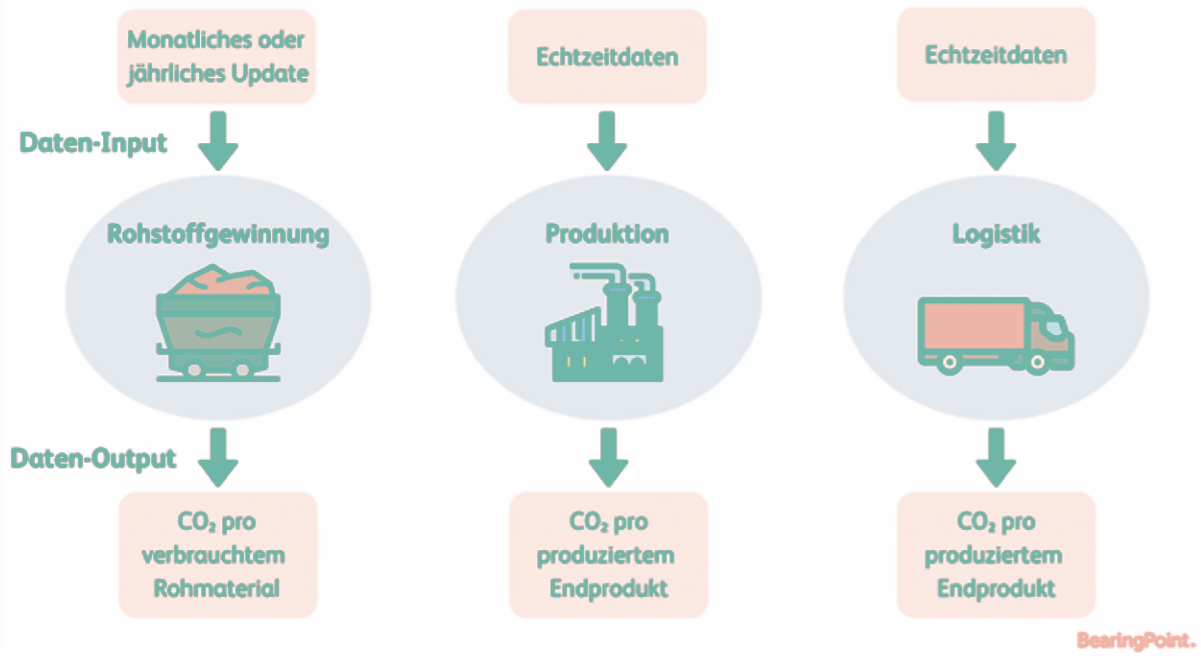 Monatliches oder
jährliches Update
Echtzeitdaten
Echtzeitdaten
Daten-Input
Rohstoffgewinnung
Produktion
Logistik
Daten-Output
CO₂ pro
verbrauchtem
Rohmaterial
CO₂ pro
produziertem
Endprodukt
CO₂ pro
produziertem
Endprodukt
BearingPoint.